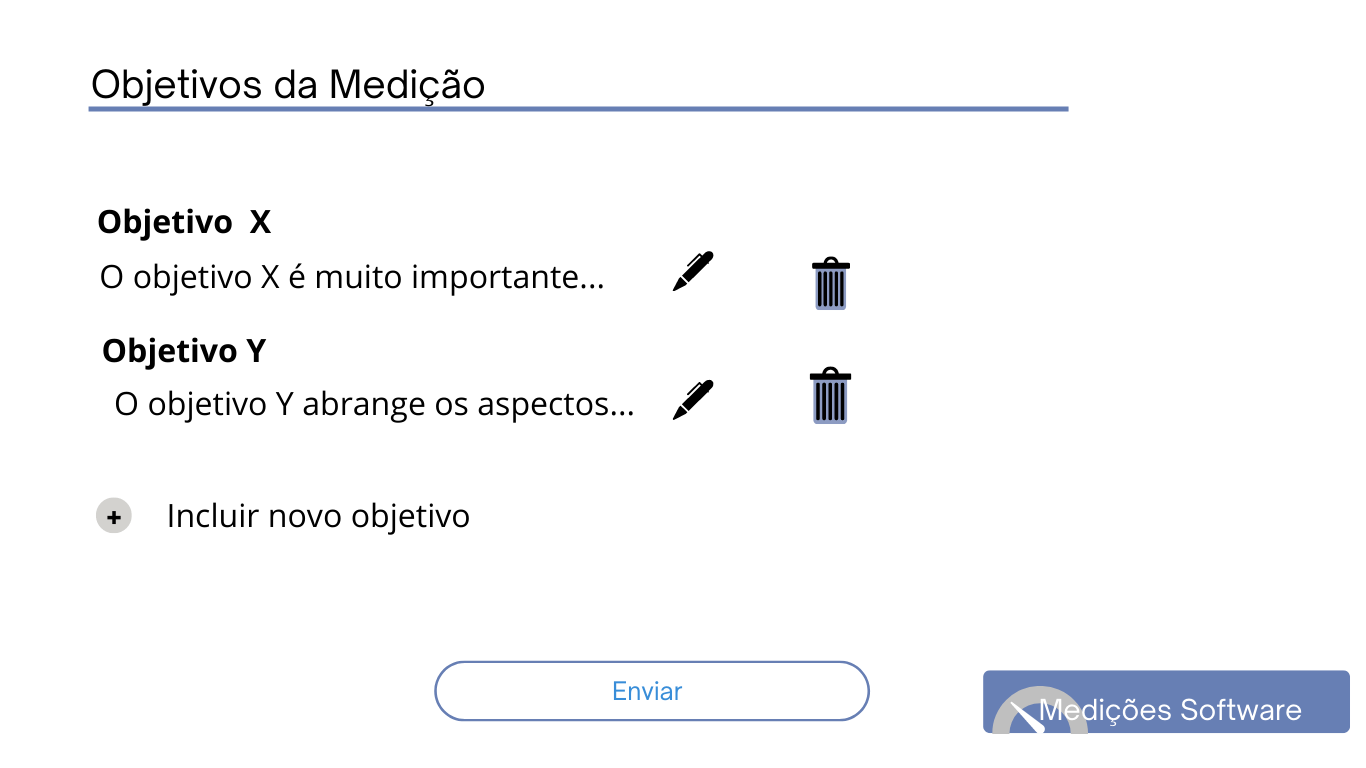 Objetivos da Medição
Objetivo X
O objetivo X é muito importante...
Objetivo Y
O objetivo Y abrange os aspectos...
+ Incluir novo objetivo
Enviar
Medições Software